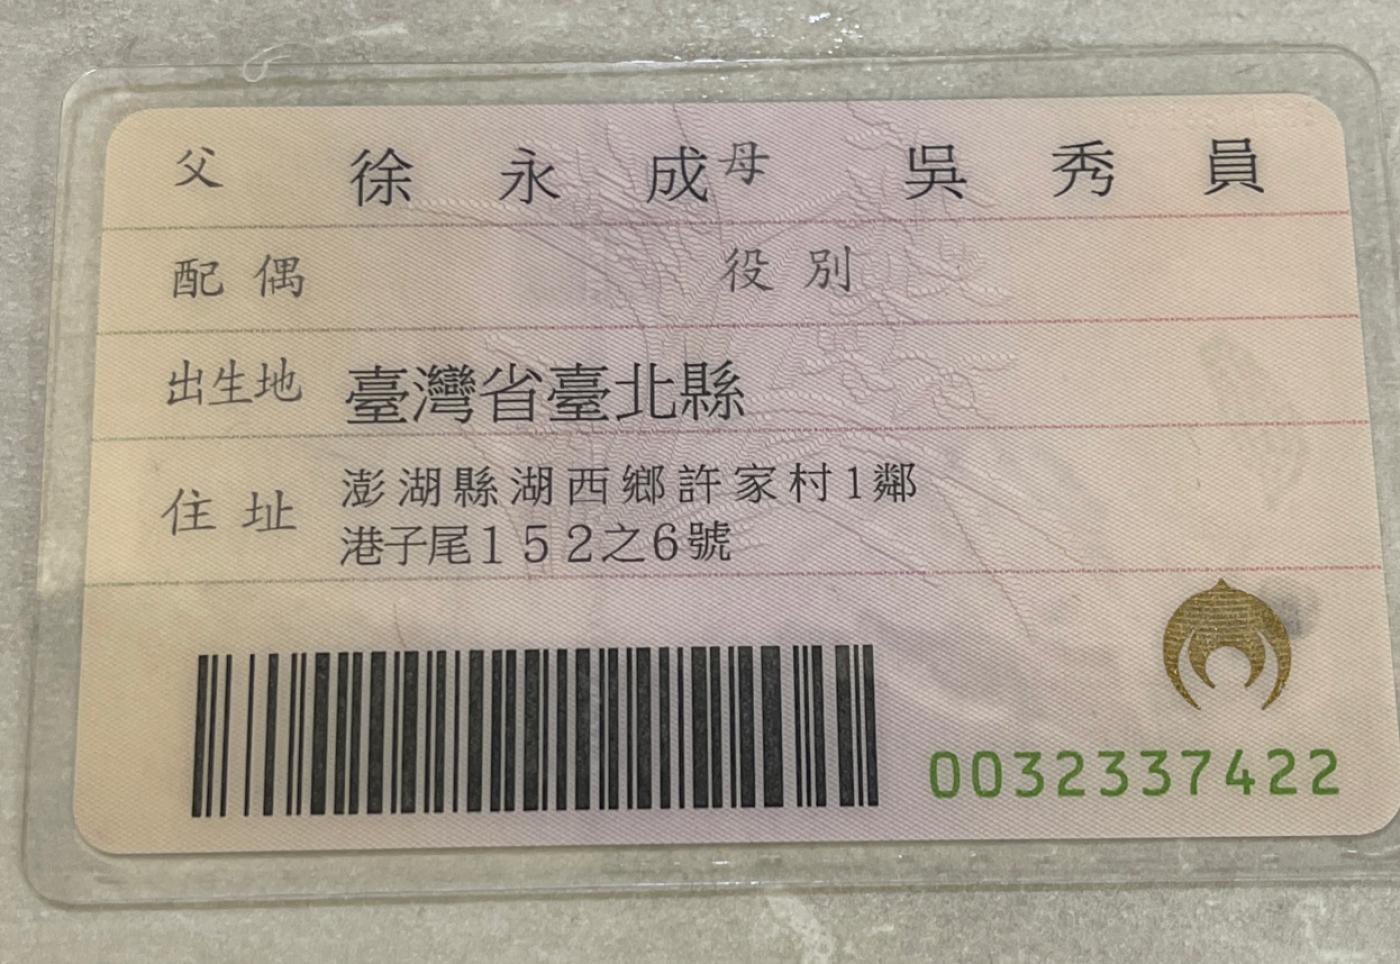 父 徐永成 母 吳秀員
配偶 役別
出生地 臺灣省臺北縣
住址 澎湖縣湖西鄉許家村1鄰
港子尾152之6號
0032337422